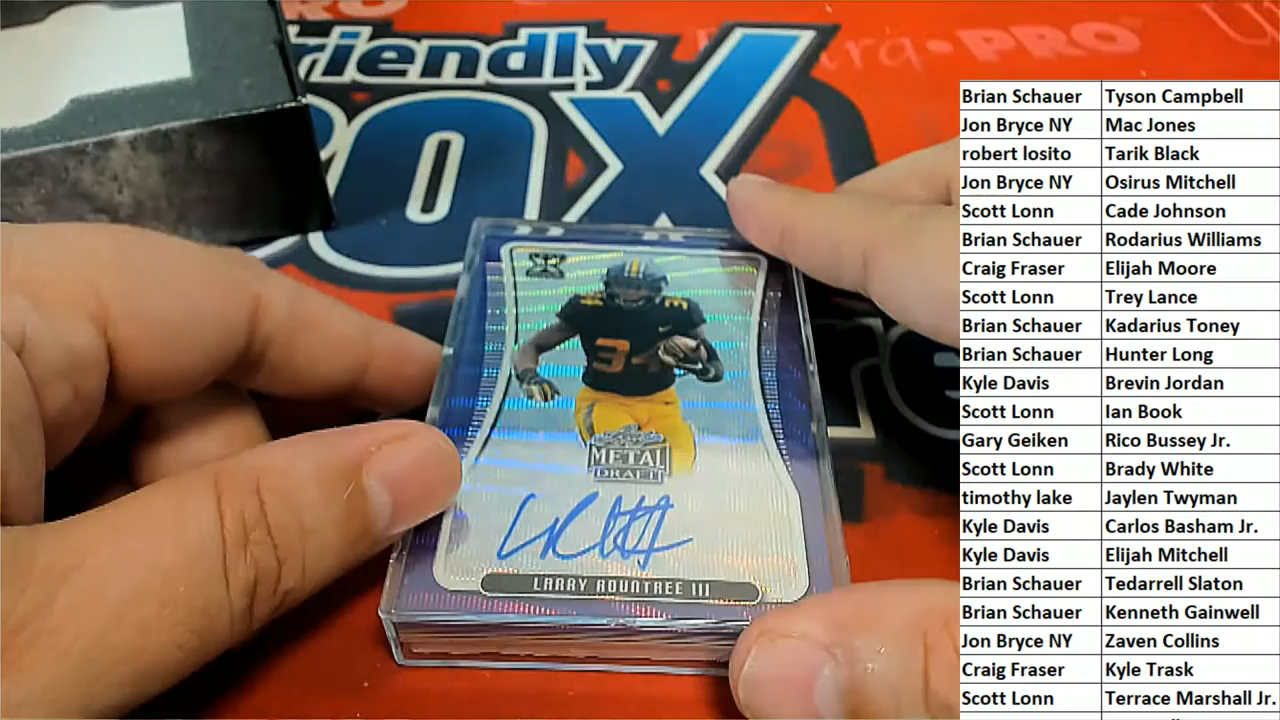 PRO
ra•PRO™
U
riendly
OX
34
METAL
DRAFT
LARRY ROUNTREE III
Brian Schauer Tyson Campbell
Jon Bryce NY Mac Jones
robert losito Tarik Black
Jon Bryce NY Osirus Mitchell
Scott Lonn Cade Johnson
Brian Schauer Rodarius Williams
Craig Fraser Elijah Moore
Scott Lonn Trey Lance
Brian Schauer Kadarius Toney
Brian Schauer Hunter Long
Kyle Davis Brevin Jordan
Scott Lonn Ian Book
Gary Geiken Rico Bussey Jr.
Scott Lonn Brady White
timothy lake Jaylen Twyman
Kyle Davis Carlos Basham Jr.
Kyle Davis Elijah Mitchell
Brian Schauer Tedarrell Slaton
Brian Schauer Kenneth Gainwell
Jon Bryce NY Zaven Collins
Craig Fraser Kyle Trask
Scott Lonn Terrace Marshall Jr.